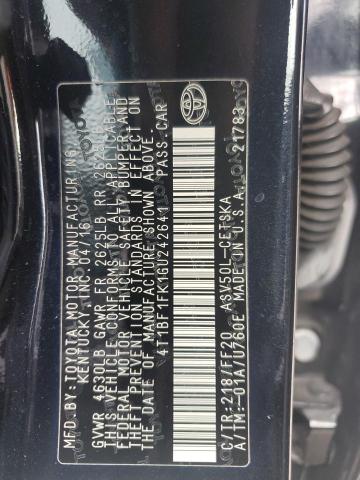 MFD. BY: TOYOTA MOTOR MANUFACTURING,
KENTUCKY, INC. 04/16
GVWR 4630LB GAWR FR 2625LB RR
THIS VEHICLE CONFORMS TO ALL APPLICABLE
FEDERAL MOTOR VEHICLE SAFETY, BUMPER, AND
THEFT PREVENTION STANDARDS IN EFFECT ON
THE DATE OF MANUFACTURE SHOWN ABOVE.
4T1BF1FK1GU242641 PASS. CAR
C/TR: 218/FF20 ASV50L-CETSKA
A/TM: -01A/U760E MADE IN U.S.A. 21783
TOYOTA